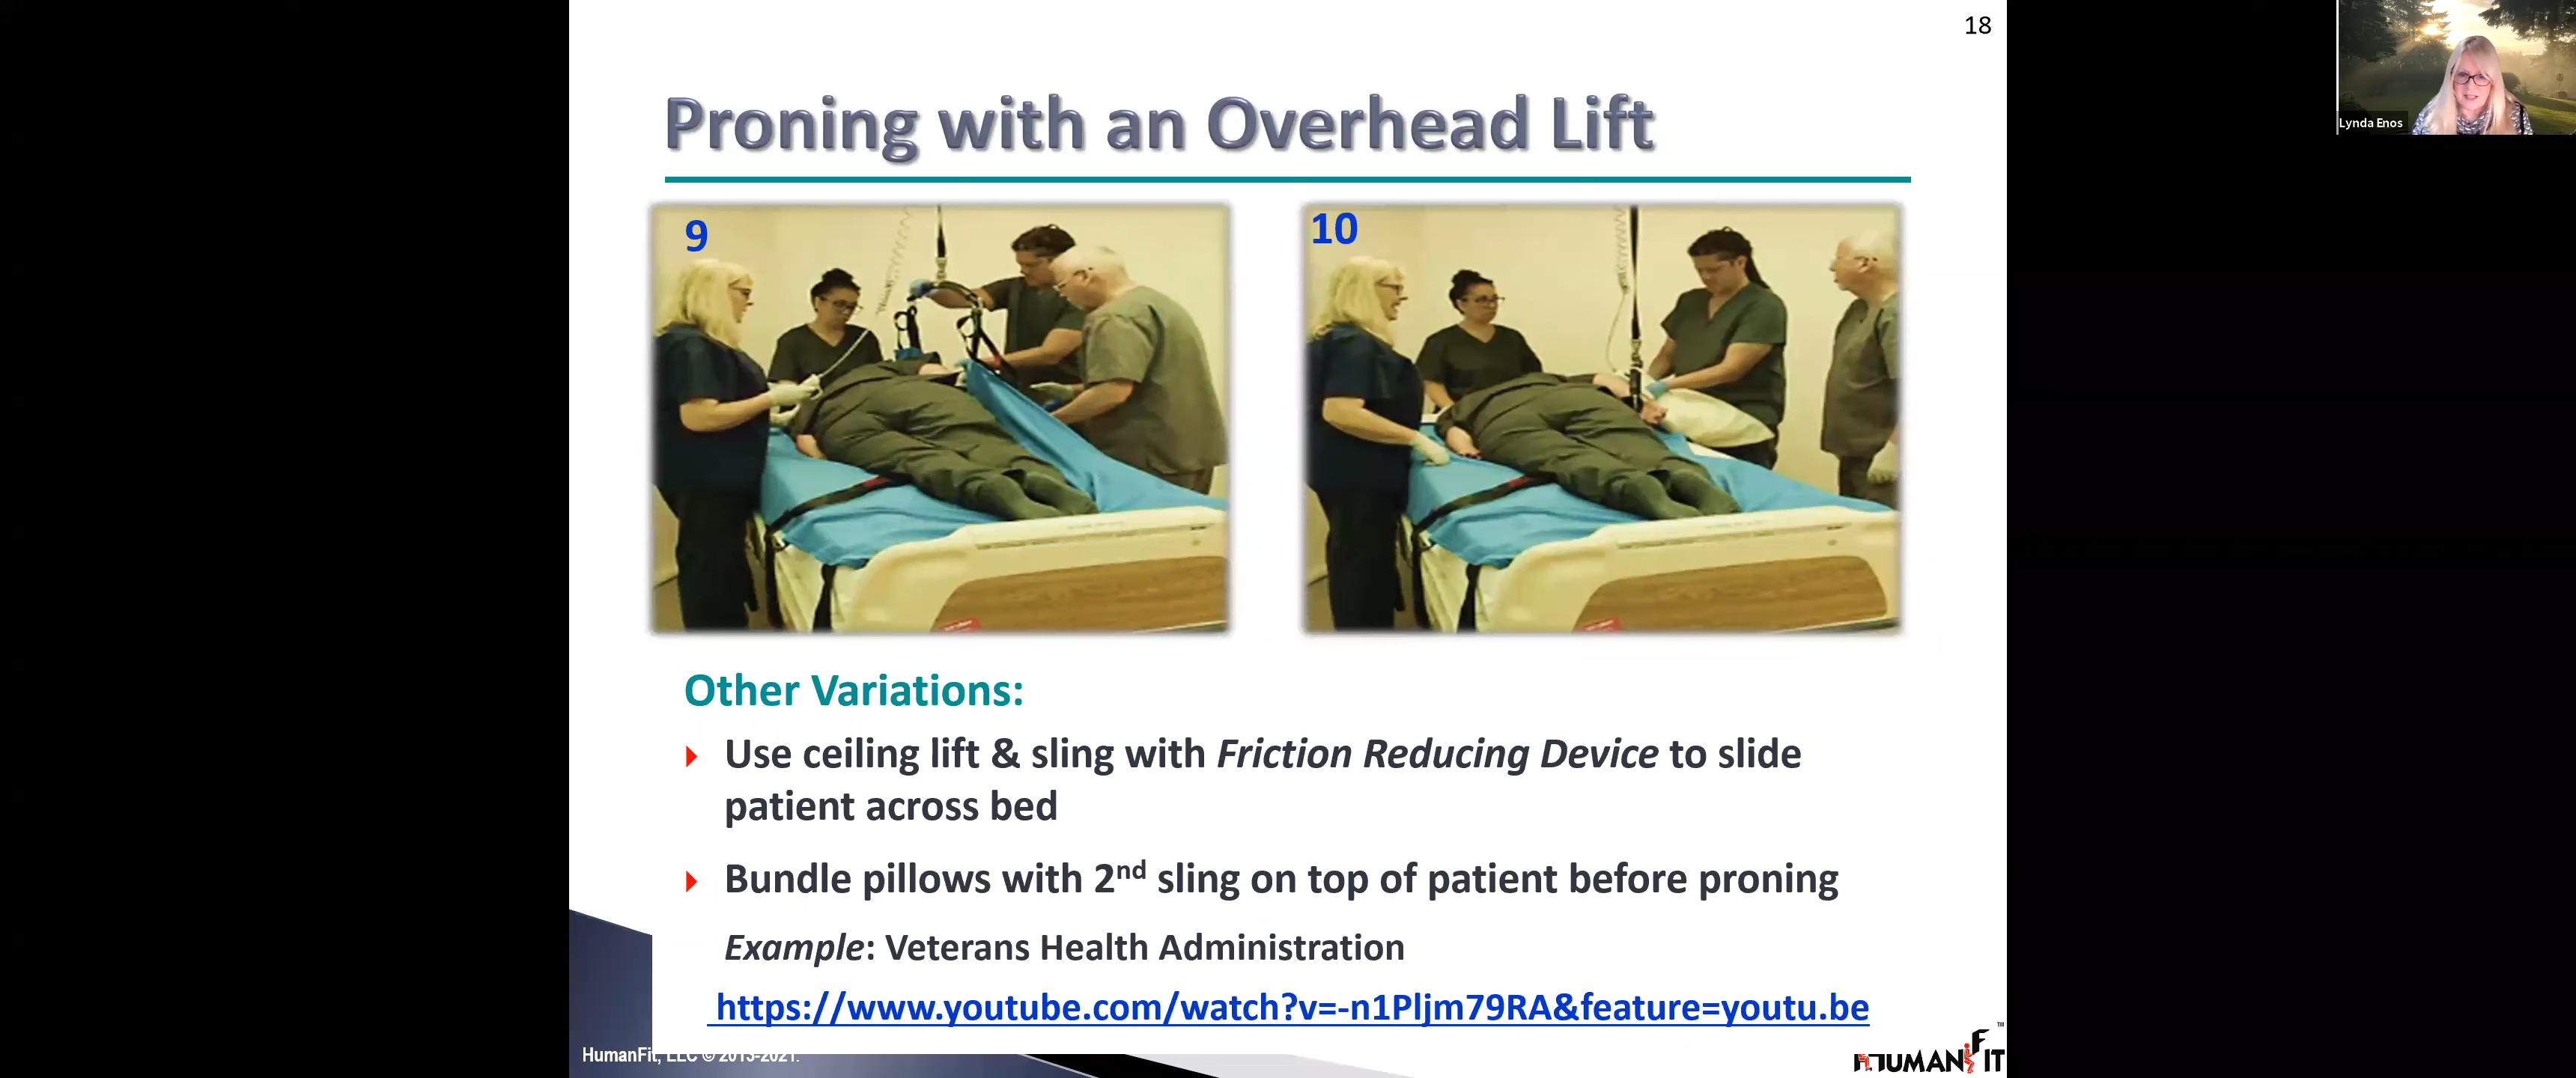 18
Lynda Enos
Proning with an Overhead Lift
9
10
Other Variations:
Use ceiling lift & sling with Friction Reducing Device to slide
patient across bed
Bundle pillows with 2nd sling on top of patient before proning
Example: Veterans Health Administration
https://www.youtube.com/watch?v=-n1Pljm79RA&feature=youtu.be
HumanFit, LLC © 2013-2021.
HUMANFIT™